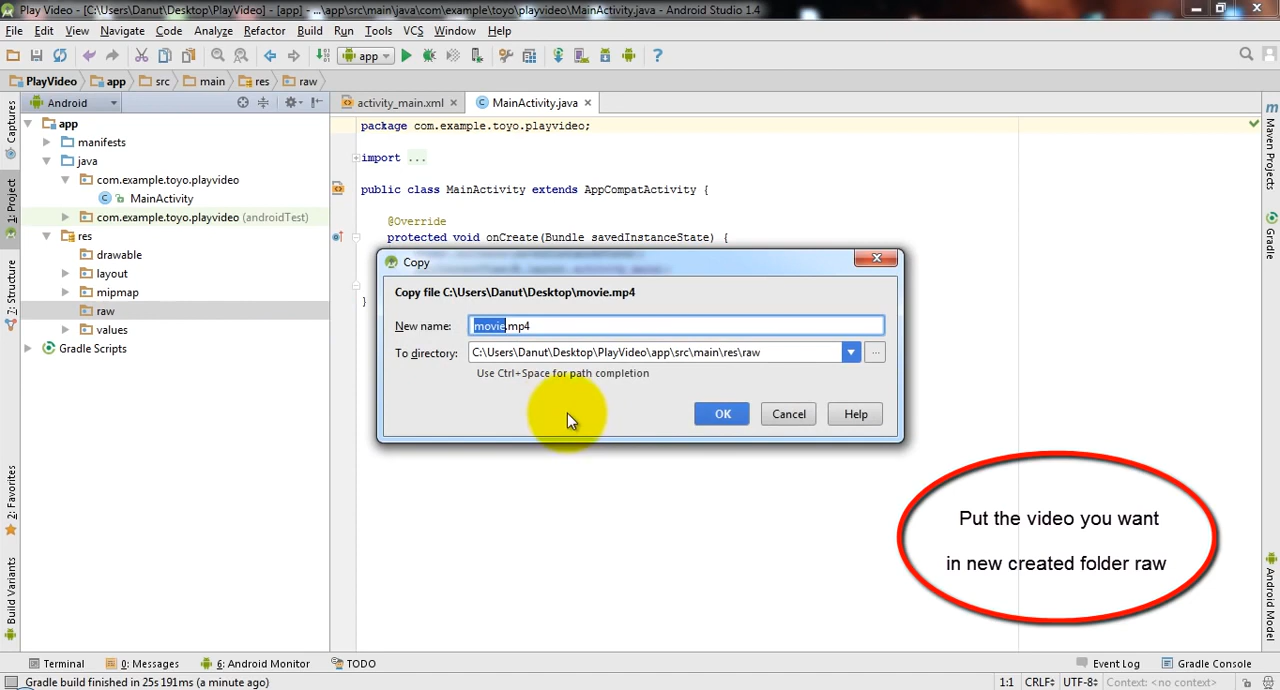 Play Video - [C:\Users\Danut\Desktop\PlayVideo] - [app] - ...\app\src\main\java\com\example\toyo\playvideo\MainActivity.java - Android Studio 1.4
File Edit View Navigate Code Analyze Refactor Build Run Tools VCS Window Help
app
PlayVideo app src main res raw
Android
activity_main.xml MainActivity.java
app
manifests
java
com.example.toyo.playvideo
MainActivity
com.example.toyo.playvideo (androidTest)
res
drawable
layout
mipmap
raw
values
Gradle Scripts
Captures
1: Project
7: Structure
2: Favorites
Build Variants
package com.example.toyo.playvideo;
import ...
public class MainActivity extends AppCompatActivity {
@Override
protected void onCreate(Bundle savedInstanceState) {
}
Copy
Copy file C:\Users\Danut\Desktop\movie.mp4
New name: movie.mp4
To directory: C:\Users\Danut\Desktop\PlayVideo\app\src\main\res\raw
Use Ctrl+Space for path completion
OK Cancel Help
Put the video you want
in new created folder raw
Maven Projects
Gradle
Android Model
Terminal 0: Messages 6: Android Monitor TODO Event Log Gradle Console
Gradle build finished in 25s 191ms (a minute ago) 1:1 CRLF UTF-8 Context: <no context>